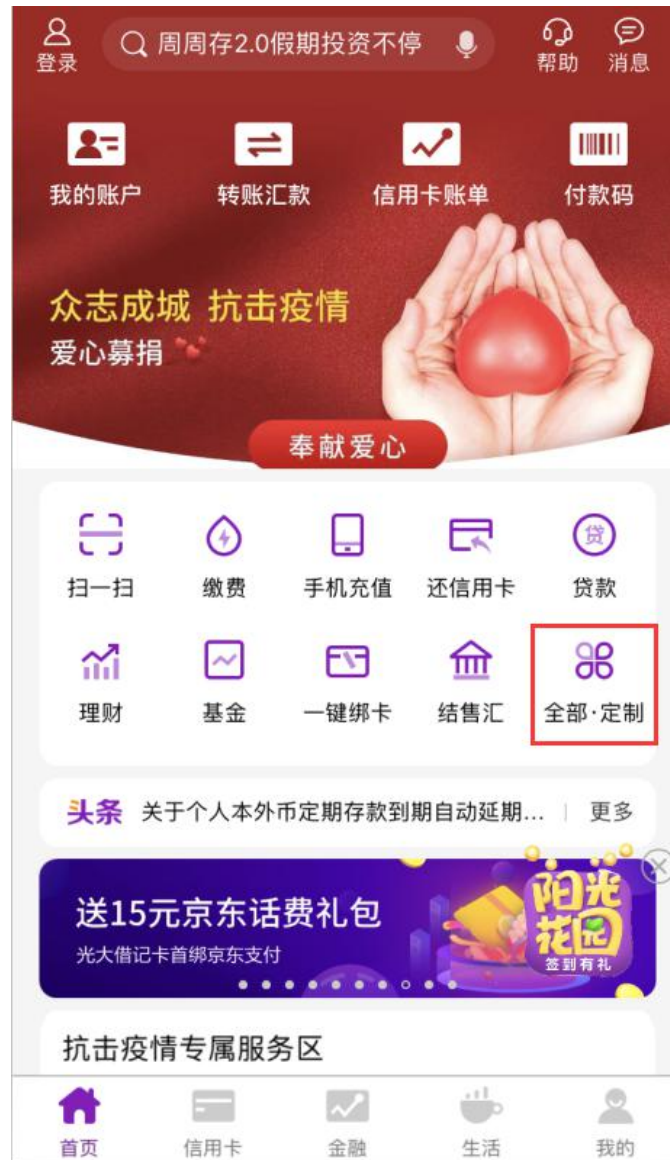 周周存2.0假期投资不停
登录
帮助
消息
我的账户
转账汇款
信用卡账单
付款码
众志成城 抗击疫情
爱心募捐
奉献爱心
扫一扫
缴费
手机充值
还信用卡
贷
贷款
理财
基金
一键绑卡
结售汇
全部·定制
头条 关于个人本外币定期存款到期自动延期... 更多
送15元京东话费礼包
光大借记卡首绑京东支付
阳光
花园
签到有礼
抗击疫情专属服务区
首页
信用卡
金融
生活
我的